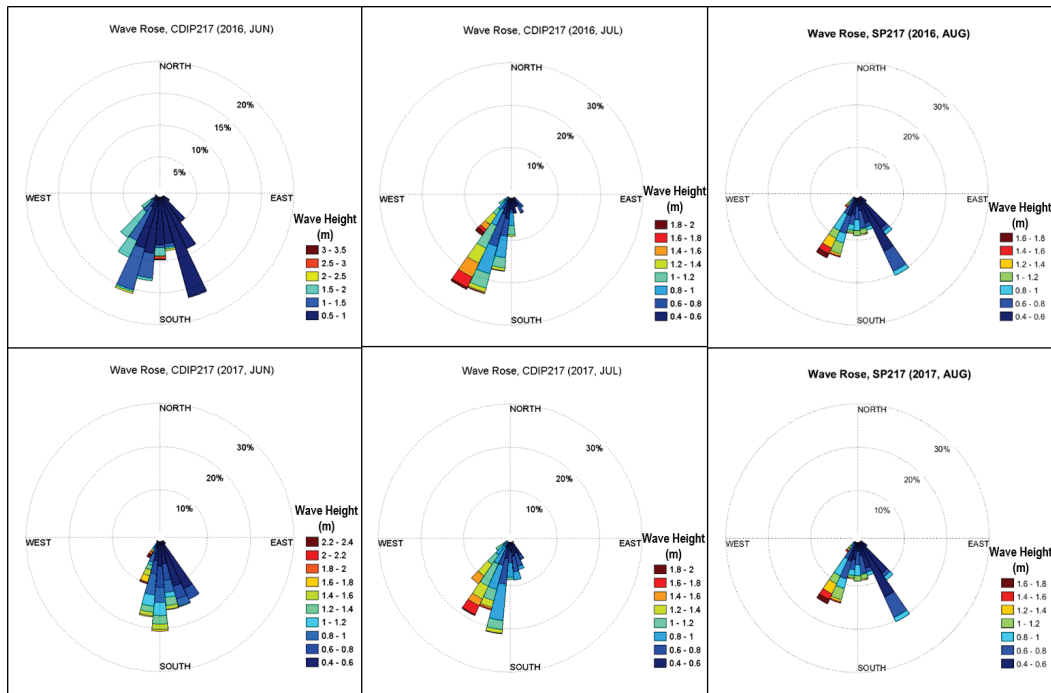 Wave Rose, CDIP217 (2016, JUN)
NORTH
20%
15%
10%
5%
WEST
EAST
SOUTH
Wave Height
(m)
3 - 3.5
2.5 - 3
2 - 2.5
1.5 - 2
1 - 1.5
0.5 - 1
Wave Rose, CDIP217 (2016, JUL)
NORTH
30%
20%
10%
WEST
EAST
SOUTH
Wave Height
(m)
1.8 - 2
1.6 - 1.8
1.4 - 1.6
1.2 - 1.4
1 - 1.2
0.8 - 1
0.6 - 0.8
0.4 - 0.6
Wave Rose, SP217 (2016, AUG)
NORTH
30%
20%
10%
WEST
EAST
SOUTH
Wave Height
(m)
1.6 - 1.8
1.4 - 1.6
1.2 - 1.4
1 - 1.2
0.8 - 1
0.6 - 0.8
0.4 - 0.6
Wave Rose, CDIP217 (2017, JUN)
NORTH
30%
20%
10%
WEST
EAST
SOUTH
Wave Height
(m)
2.2 - 2.4
2 - 2.2
1.8 - 2
1.6 - 1.8
1.4 - 1.6
1.2 - 1.4
1 - 1.2
0.8 - 1
0.6 - 0.8
0.4 - 0.6
Wave Rose, CDIP217 (2017, JUL)
NORTH
30%
20%
10%
WEST
EAST
SOUTH
Wave Height
(m)
1.8 - 2
1.6 - 1.8
1.4 - 1.6
1.2 - 1.4
1 - 1.2
0.8 - 1
0.6 - 0.8
0.4 - 0.6
Wave Rose, SP217 (2017, AUG)
NORTH
30%
20%
10%
WEST
EAST
SOUTH
Wave Height
(m)
1.6 - 1.8
1.4 - 1.6
1.2 - 1.4
1 - 1.2
0.8 - 1
0.6 - 0.8
0.4 - 0.6